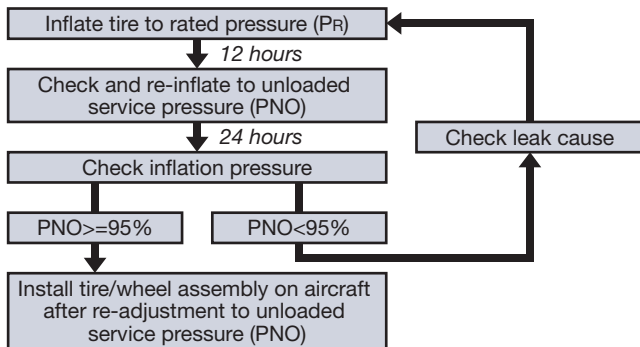 Inflate tire to rated pressure (PR)
12 hours
Check and re-inflate to unloaded
service pressure (PNO)
24 hours
Check leak cause
Check inflation pressure
PNO>=95%
PNO<95%
Install tire/wheel assembly on aircraft
after re-adjustment to unloaded
service pressure (PNO)